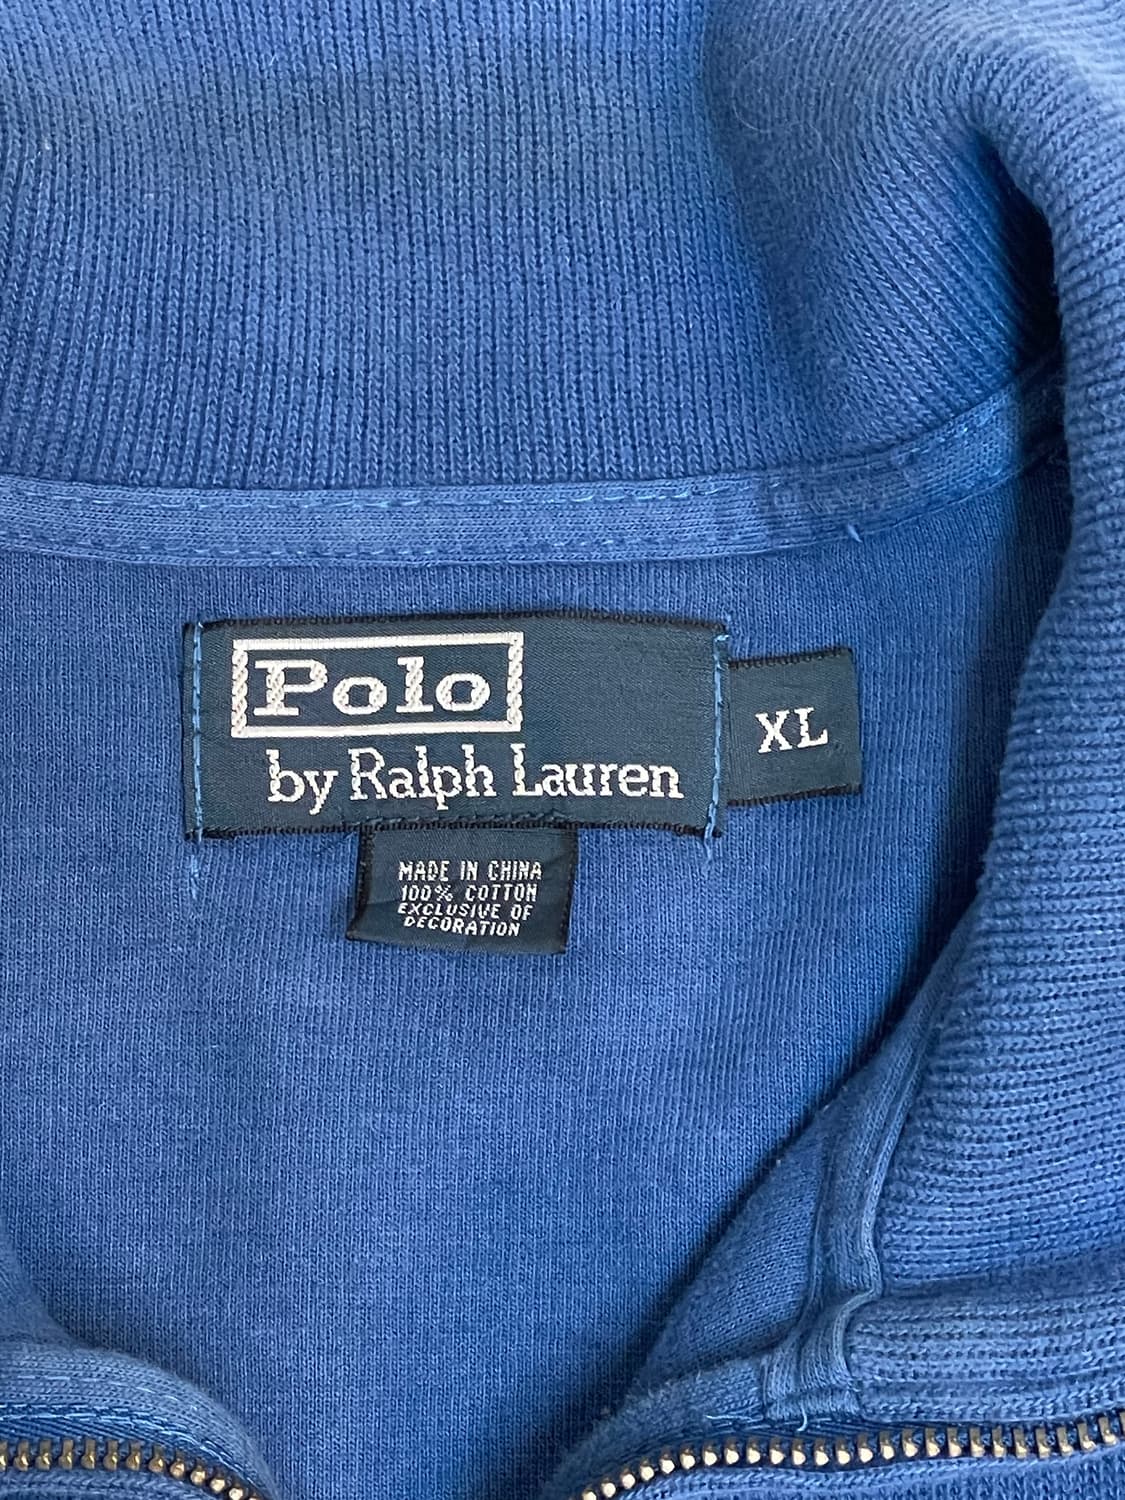 Polo
by Ralph Lauren
XL
MADE IN CHINA
100% COTTON
EXCLUSIVE OF
DECORATION